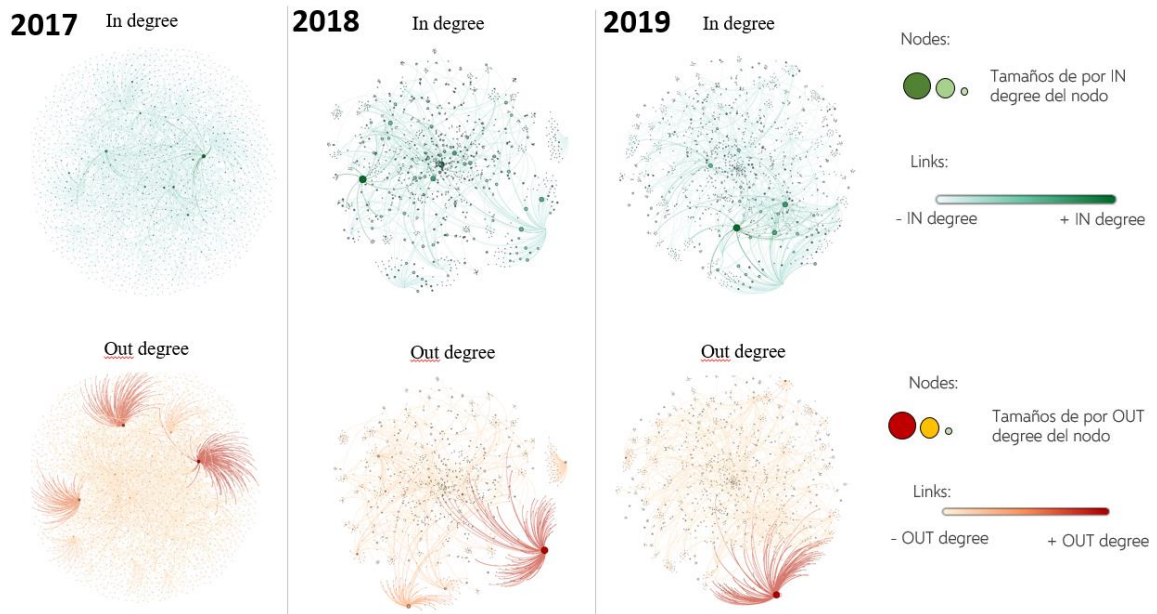 2017
In degree
2018
In degree
2019
In degree
Nodes:
Tamaños de por IN
degree del nodo
Links:
- IN degree
+ IN degree
Out degree
Out degree
Out degree
Nodes:
Tamaños de por OUT
degree del nodo
Links:
- OUT degree
+ OUT degree